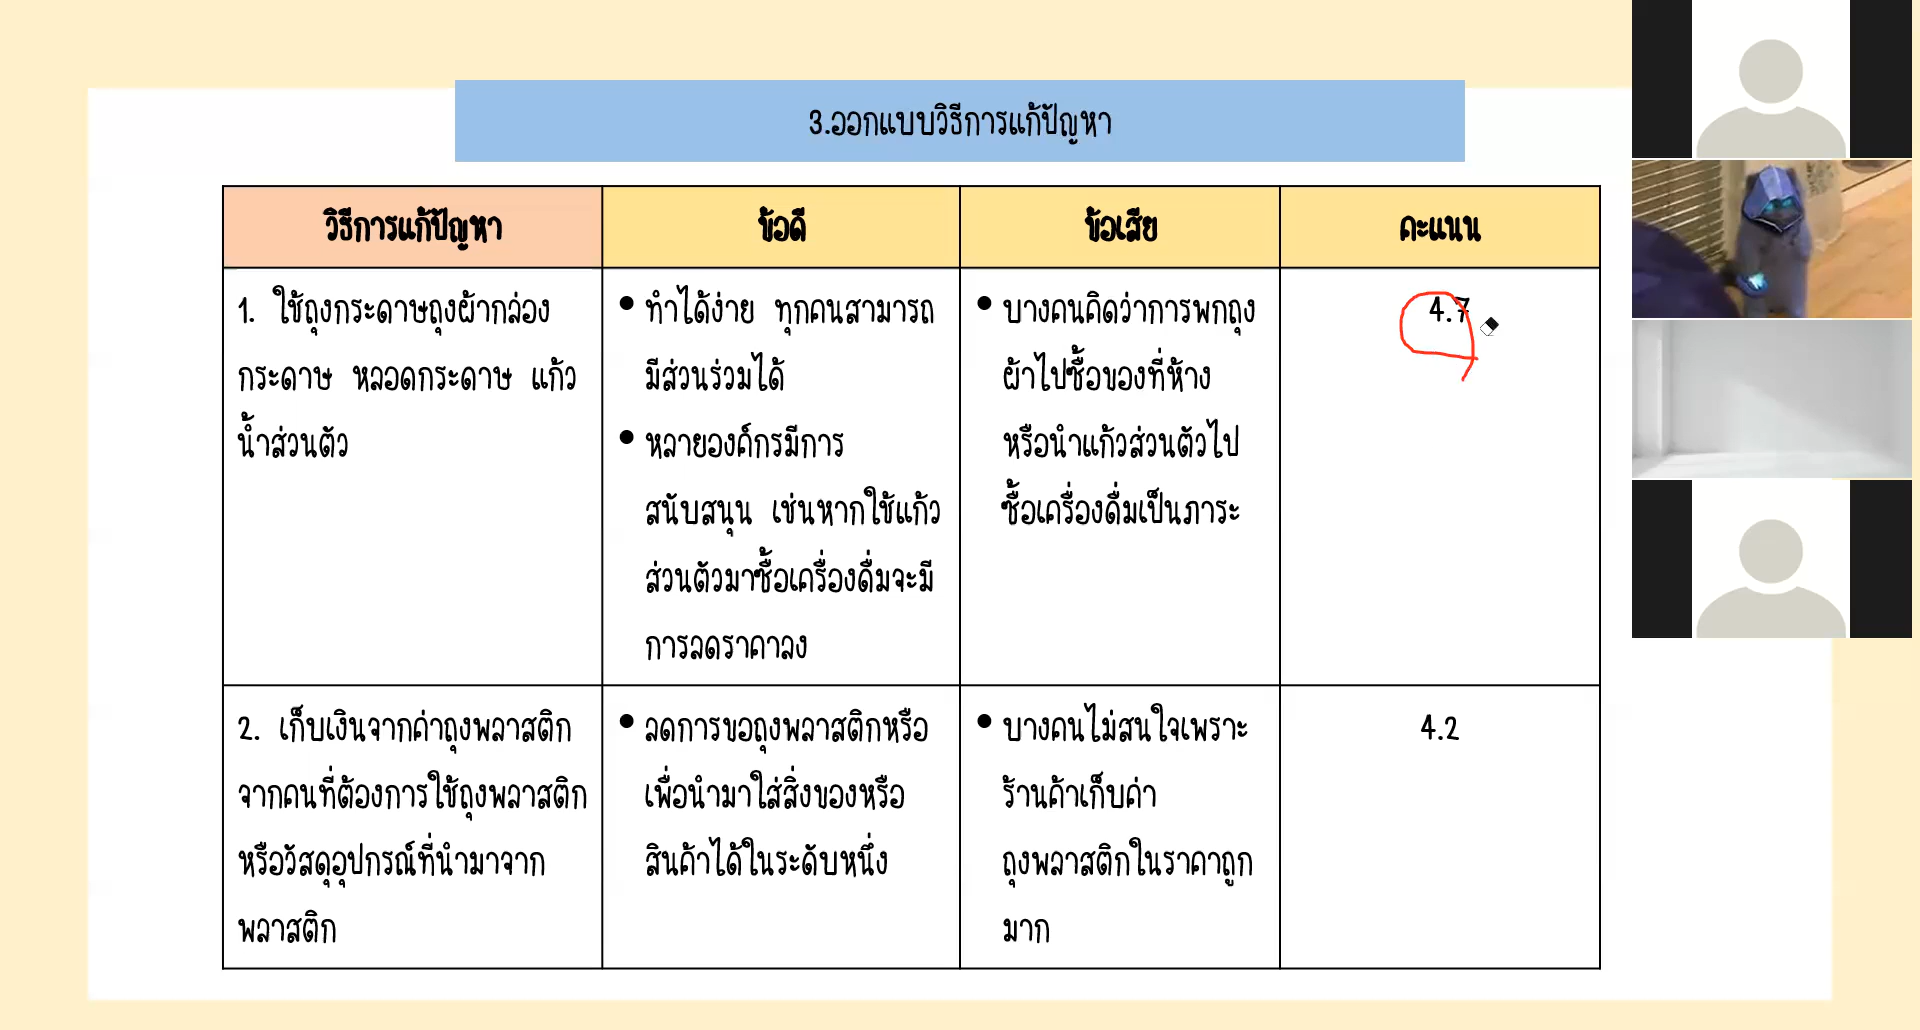 3.ออกแบบวิธีการแก้ปัญหา
วิธีการแก้ปัญหา
ข้อดี
ข้อเสีย
คะแนน
1. ใช้ถุงกระดาษถุงผ้ากล่อง
กระดาษ หลอดกระดาษ แก้ว
น้ำส่วนตัว
• ทำได้ง่าย ทุกคนสามารถ
มีส่วนร่วมได้
• หลายองค์กรมีการ
สนับสนุน เช่นหากใช้แก้ว
ส่วนตัวมาซื้อเครื่องดื่มจะมี
การลดราคาลง
• บางคนคิดว่าการพกถุง
ผ้าไปซื้อของที่ห้าง
หรือนำแก้วส่วนตัวไป
ซื้อเครื่องดื่มเป็นภาระ
4.7
2. เก็บเงินจากค่าถุงพลาสติก
จากคนที่ต้องการใช้ถุงพลาสติก
หรือวัสดุอุปกรณ์ที่นำมาจาก
พลาสติก
• ลดการขอถุงพลาสติกหรือ
เพื่อนำมาใส่สิ่งของหรือ
สินค้าได้ในระดับหนึ่ง
• บางคนไม่สนใจเพราะ
ร้านค้าเก็บค่า
ถุงพลาสติกในราคาถูก
มาก
4.2